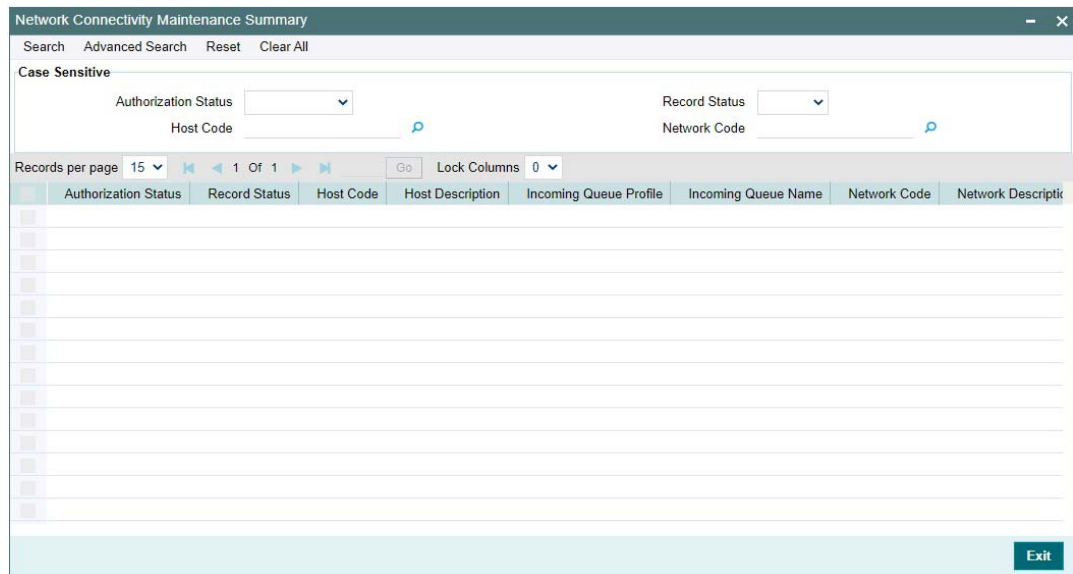 Network Connectivity Maintenance Summary
Search Advanced Search Reset Clear All
Case Sensitive
Authorization Status Record Status
Host Code Network Code
Records per page 15 1 Of 1 Go Lock Columns 0
Authorization Status Record Status Host Code Host Description Incoming Queue Profile Incoming Queue Name Network Code Network Descriptio
Exit